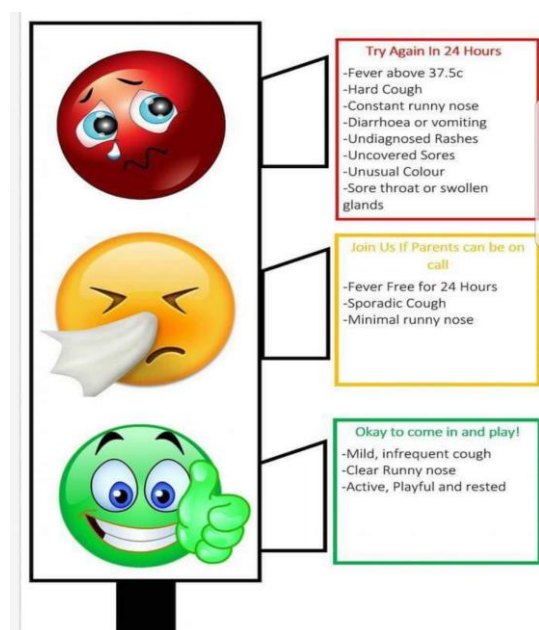 Try Again In 24 Hours
-Fever above 37.5c
-Hard Cough
-Constant runny nose
-Diarrhoea or vomiting
-Undiagnosed Rashes
-Uncovered Sores
-Unusual Colour
-Sore throat or swollen
glands
Join Us If Parents can be on
call
-Fever Free for 24 Hours
-Sporadic Cough
-Minimal runny nose
Okay to come in and play!
-Mild, infrequent cough
-Clear Runny nose
-Active, Playful and rested